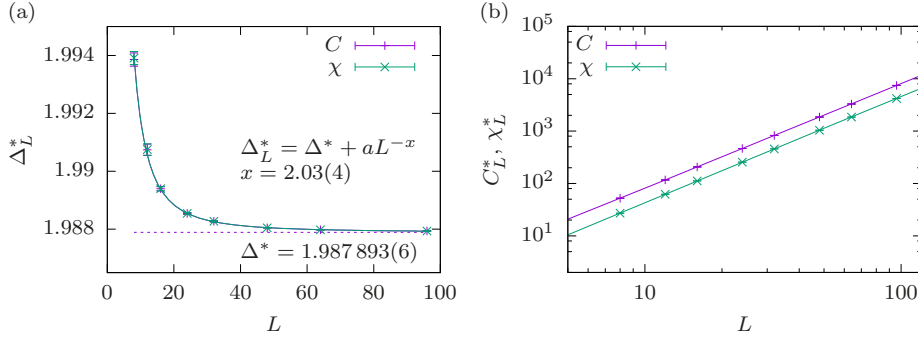 (a)
Δ*_L
1.994
1.992
1.99
1.988
C
χ
Δ*_L = Δ* + aL^{−x}
x = 2.03(4)
Δ* = 1.987 893(6)
0 20 40 60 80 100
L
(b)
C*_L, χ*_L
10^5
10^4
10^3
10^2
10^1
C
χ
10 100
L